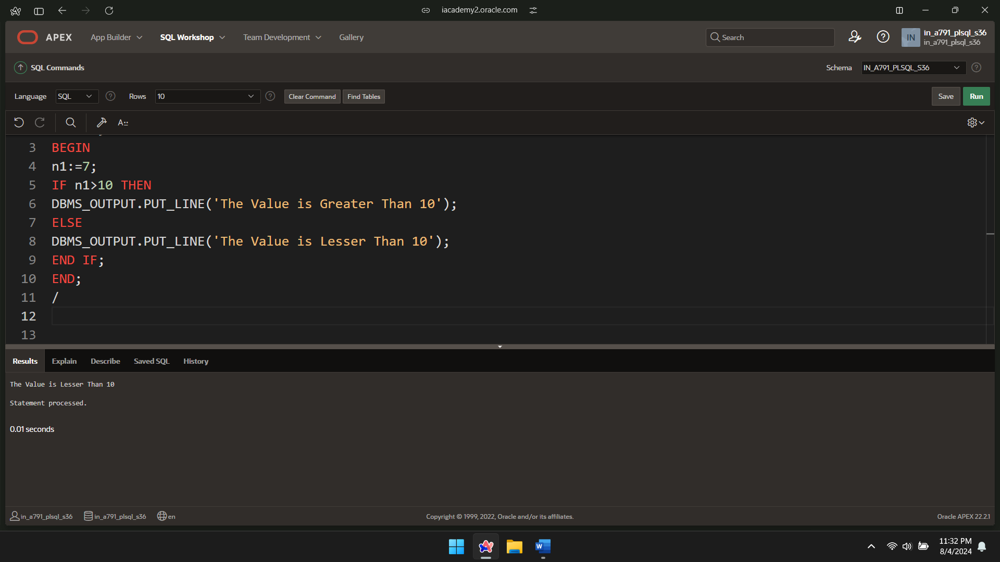 iacademy2.oracle.com
APEX App Builder SQL Workshop Team Development Gallery Search IN in_a791_plsql_s36
in_a791_plsql_s36
SQL Commands Schema IN_A791_PLSQL_S36
Language SQL Rows 10 Clear Command Find Tables Save Run
3 BEGIN
4 n1:=7;
5 IF n1>10 THEN
6 DBMS_OUTPUT.PUT_LINE('The Value is Greater Than 10');
7 ELSE
8 DBMS_OUTPUT.PUT_LINE('The Value is Lesser Than 10');
9 END IF;
10 END;
11 /
12
13
Results Explain Describe Saved SQL History
The Value is Lesser Than 10
Statement processed.
0.01 seconds
in_a791_plsql_s36 in_a791_plsql_s36 en Copyright © 1999, 2022, Oracle and/or its affiliates. Oracle APEX 22.2.1
11:32 PM
8/4/2024